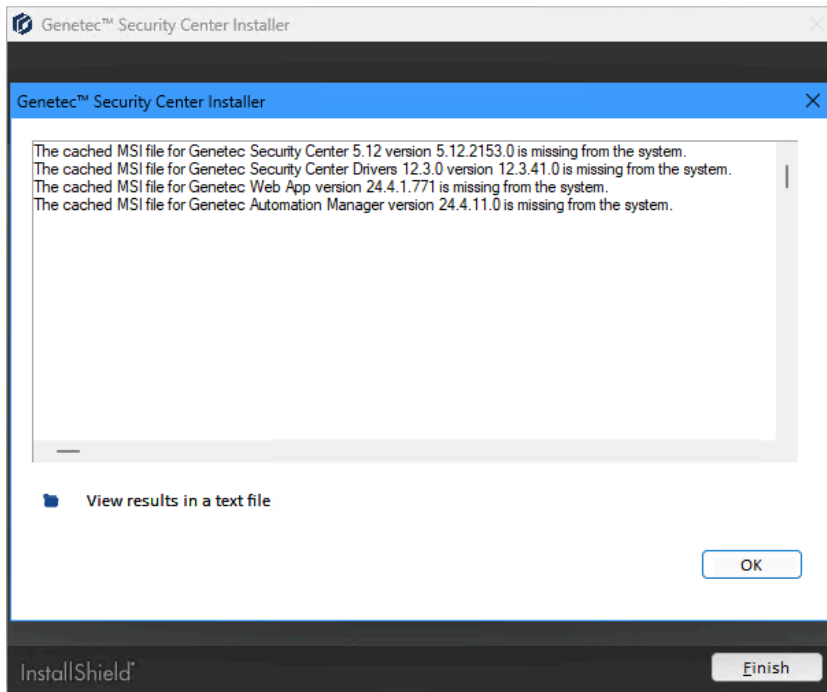 Genetec™ Security Center Installer
Genetec™ Security Center Installer
The cached MSI file for Genetec Security Center 5.12 version 5.12.2153.0 is missing from the system.
The cached MSI file for Genetec Security Center Drivers 12.3.0 version 12.3.41.0 is missing from the system.
The cached MSI file for Genetec Web App version 24.4.1.771 is missing from the system.
The cached MSI file for Genetec Automation Manager version 24.4.11.0 is missing from the system.
View results in a text file
OK
InstallShield
Finish